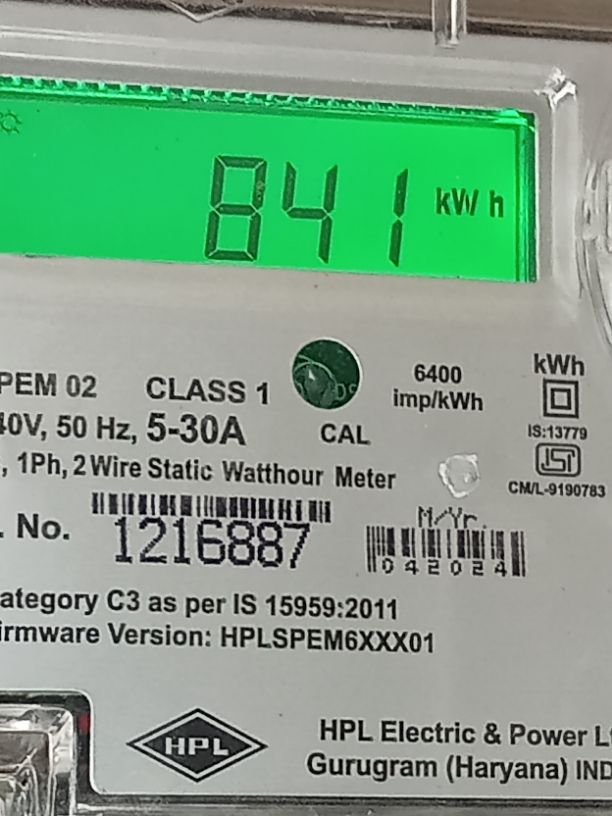 841 kWh
PEM 02 CLASS 1
6400
imp/kWh
kWh
40V, 50 Hz, 5-30A
CAL
IS:13779
, 1Ph, 2 Wire Static Watthour Meter
CM/L-9190783
. No. 1216887
M/Yr.
042024
ategory C3 as per IS 15959:2011
irmware Version: HPLSPEM6XXX01
HPL
HPL Electric & Power L
Gurugram (Haryana) IND